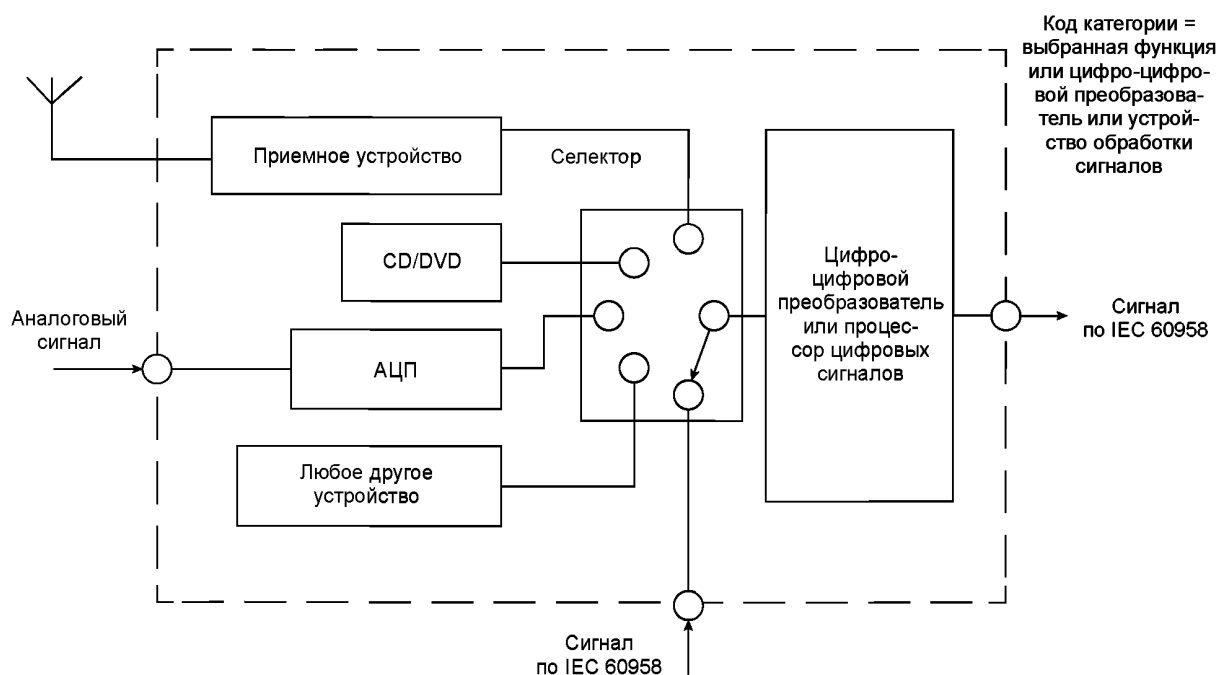 Код категории =
выбранная функция
или цифро-цифро-
вой преобразова-
тель или устрой-
ство обработки
сигналов
Приемное устройство
Селектор
CD/DVD
Цифро-
цифровой
преобразователь
или процес-
сор цифровых
сигналов
Аналоговый
сигнал
АЦП
Сигнал
по IEC 60958
Любое другое
устройство
Сигнал
по IEC 60958